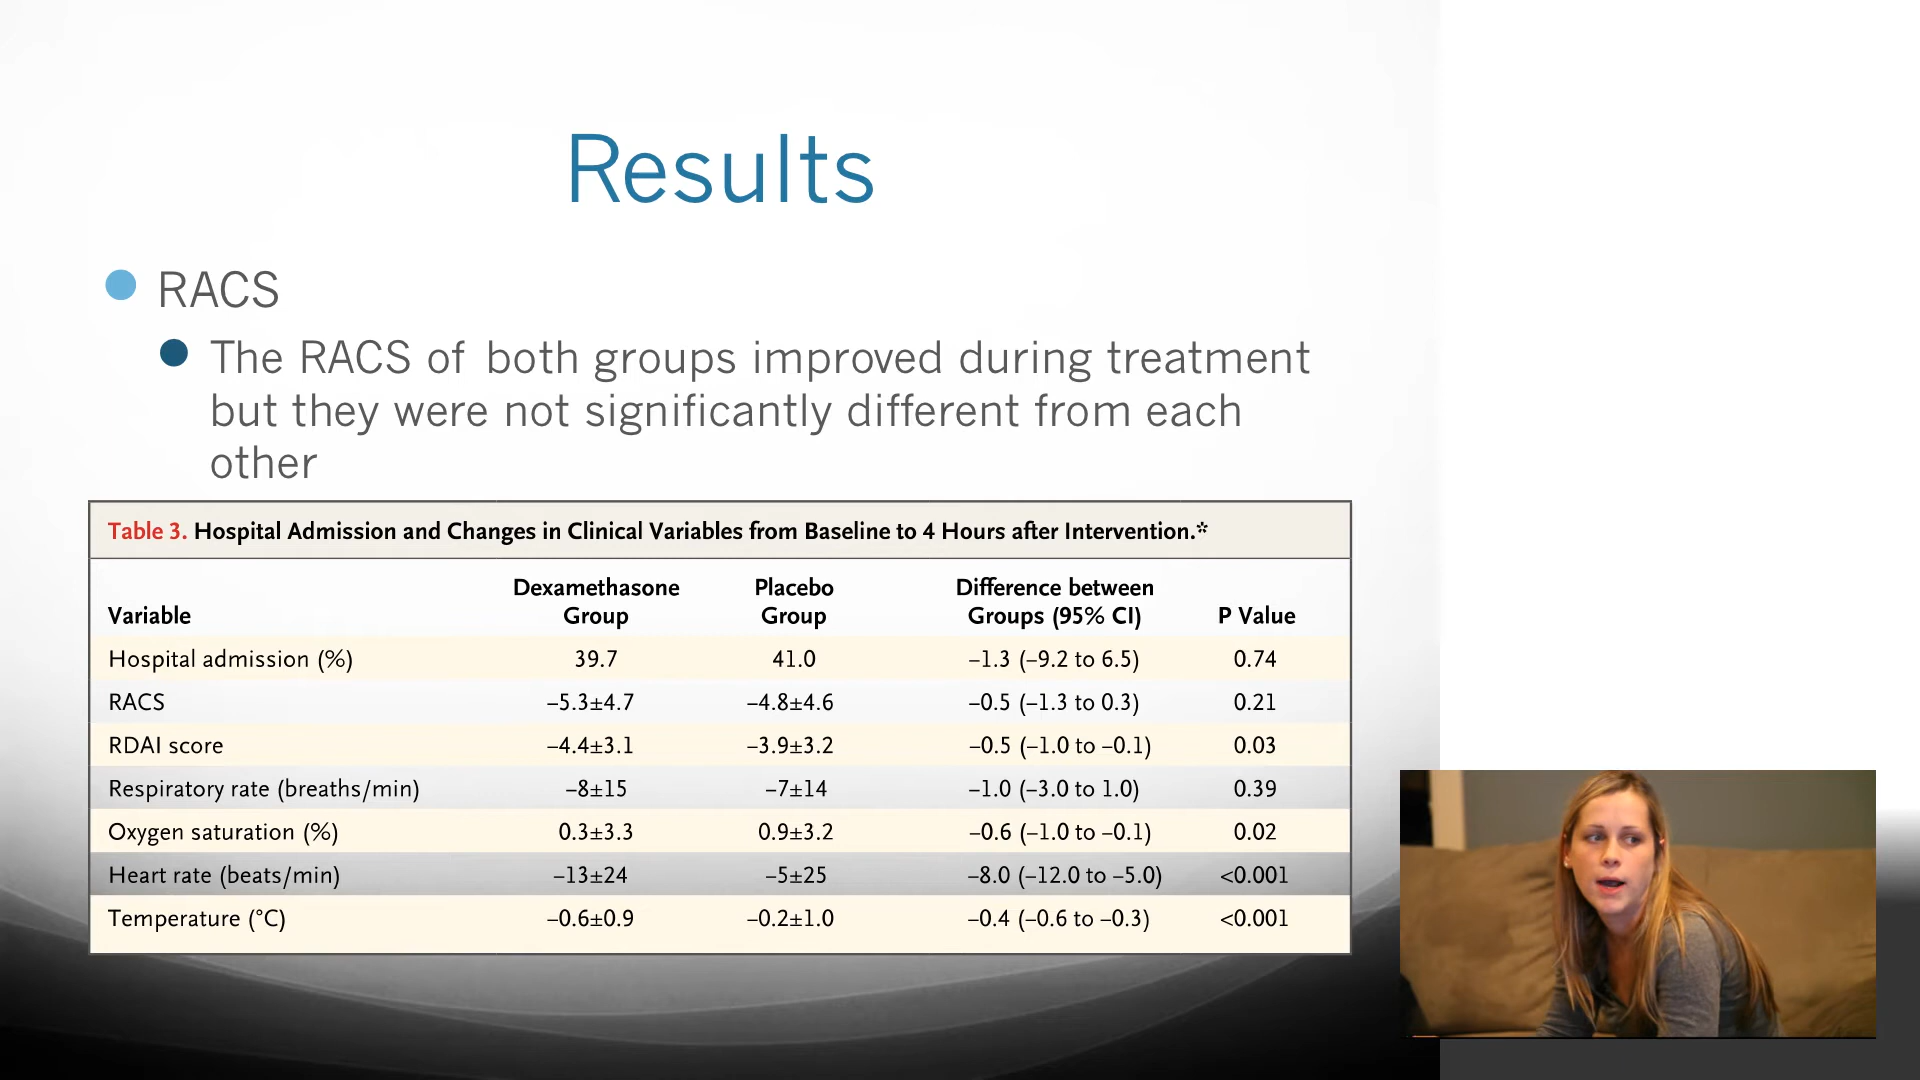 Results
RACS
The RACS of both groups improved during treatment
but they were not significantly different from each
other
Table 3. Hospital Admission and Changes in Clinical Variables from Baseline to 4 Hours after Intervention.*
Variable Dexamethasone Group Placebo Group Difference between Groups (95% CI) P Value
Hospital admission (%) 39.7 41.0 –1.3 (–9.2 to 6.5) 0.74
RACS –5.3±4.7 –4.8±4.6 –0.5 (–1.3 to 0.3) 0.21
RDAI score –4.4±3.1 –3.9±3.2 –0.5 (–1.0 to –0.1) 0.03
Respiratory rate (breaths/min) –8±15 –7±14 –1.0 (–3.0 to 1.0) 0.39
Oxygen saturation (%) 0.3±3.3 0.9±3.2 –0.6 (–1.0 to –0.1) 0.02
Heart rate (beats/min) –13±24 –5±25 –8.0 (–12.0 to –5.0) <0.001
Temperature (°C) –0.6±0.9 –0.2±1.0 –0.4 (–0.6 to –0.3) <0.001